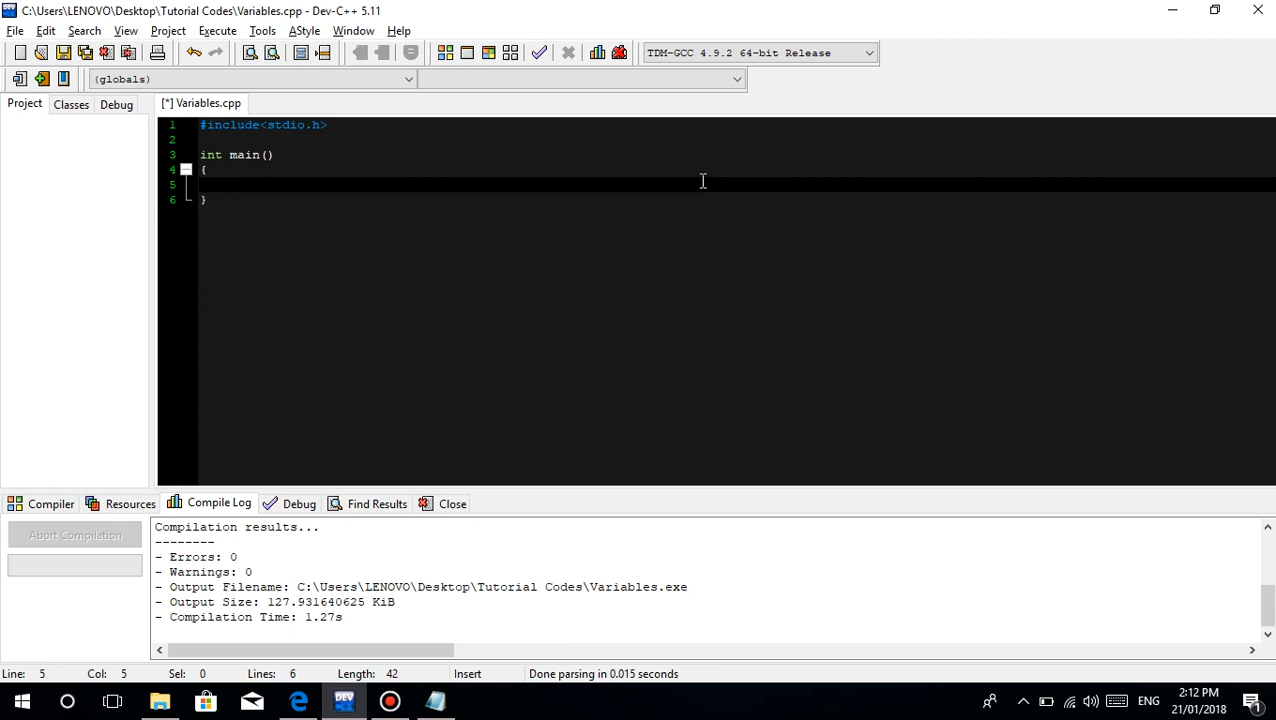 C:\Users\LENOVO\Desktop\Tutorial Codes\Variables.cpp - Dev-C++ 5.11
File Edit Search View Project Execute Tools AStyle Window Help
TDM-GCC 4.9.2 64-bit Release
(globals)
Project Classes Debug
[*] Variables.cpp
1 #include<stdio.h>
2
3 int main()
4 {
5
6 }
Compiler Resources Compile Log Debug Find Results Close
Abort Compilation
Compilation results...
--------
- Errors: 0
- Warnings: 0
- Output Filename: C:\Users\LENOVO\Desktop\Tutorial Codes\Variables.exe
- Output Size: 127.931640625 KiB
- Compilation Time: 1.27s
Line: 5 Col: 5 Sel: 0 Lines: 6 Length: 42 Insert Done parsing in 0.015 seconds
DEV
ENG
2:12 PM
21/01/2018
1